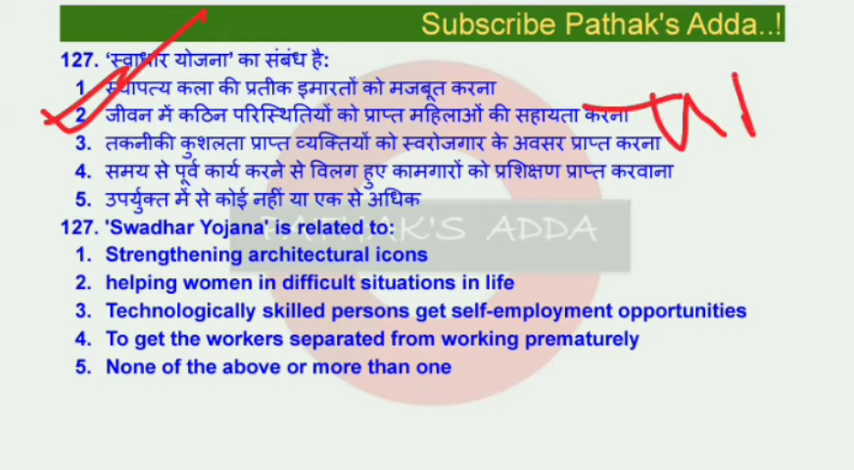 Subscribe Pathak's Adda..!
127. ‘स्वाधार योजना’ का संबंध है:
1. स्थापत्य कला की प्रतीक इमारतों को मजबूत करना
2. जीवन में कठिन परिस्थितियों को प्राप्त महिलाओं की सहायता करना
3. तकनीकी कुशलता प्राप्त व्यक्तियों को स्वरोजगार के अवसर प्राप्त करना
4. समय से पूर्व कार्य करने से विलग हुए कामगारों को प्रशिक्षण प्राप्त करवाना
5. उपर्युक्त में से कोई नहीं या एक से अधिक
PATHAK'S ADDA
127. 'Swadhar Yojana' is related to:
1. Strengthening architectural icons
2. helping women in difficult situations in life
3. Technologically skilled persons get self-employment opportunities
4. To get the workers separated from working prematurely
5. None of the above or more than one